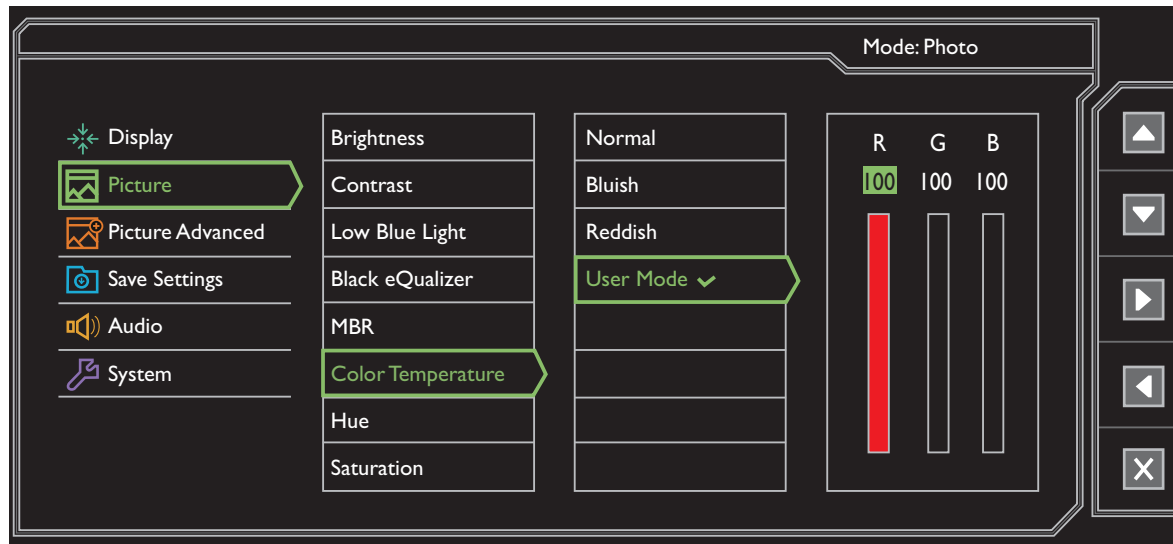 Mode: Photo
Display
Picture
Picture Advanced
Save Settings
Audio
System
Brightness
Contrast
Low Blue Light
Black eQualizer
MBR
Color Temperature
Hue
Saturation
Normal
Bluish
Reddish
User Mode
R G B
100 100 100
X